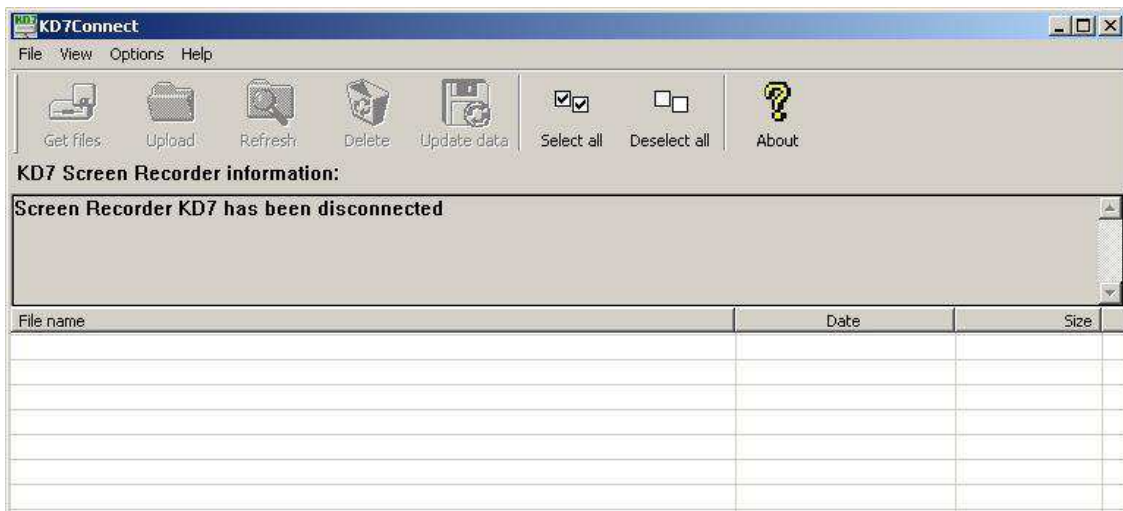 KD7Connect
File View Options Help
Get files Upload Refresh Delete Update data Select all Deselect all About
KD7 Screen Recorder information:
Screen Recorder KD7 has been disconnected
File name Date Size